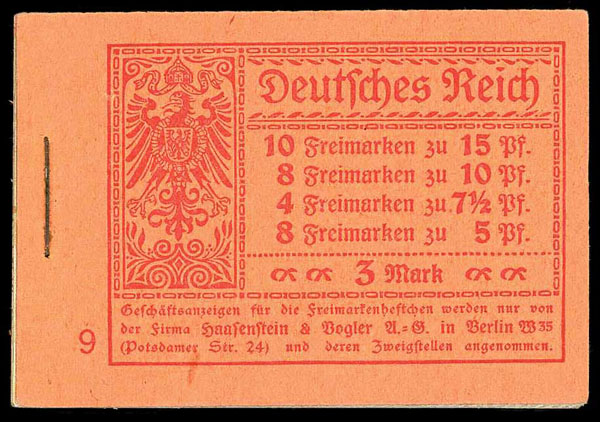 Deutsches Reich
10 Freimarken zu 15 Pf.
8 Freimarken zu 10 Pf.
4 Freimarken zu 7½ Pf.
8 Freimarken zu 5 Pf.
3 Mark
Geschäftsanzeigen für die Freimarkenheftchen werden nur von
der Firma Haasenstein & Vogler A.=G. in Berlin W 35
(Potsdamer Str. 24) und deren Zweigstellen angenommen.
9